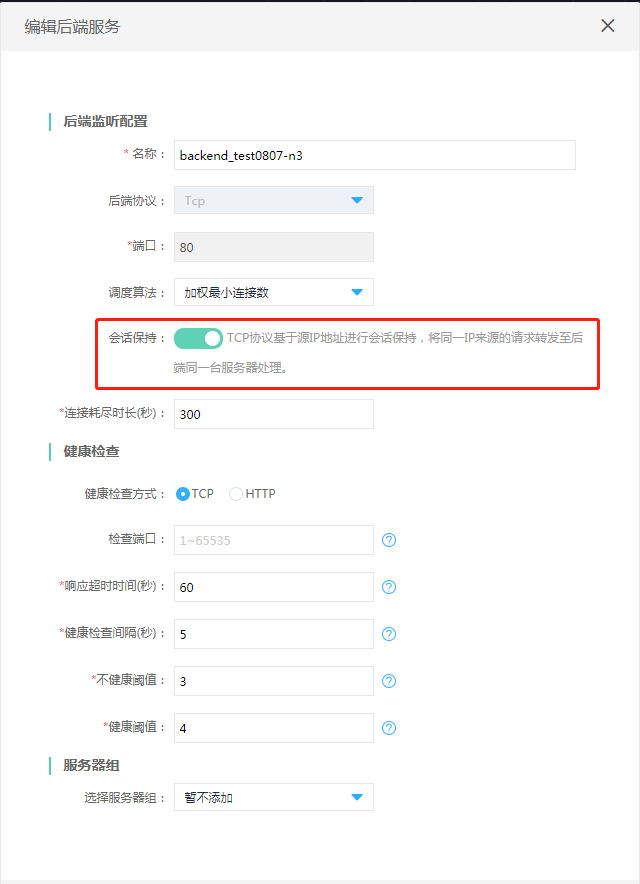 编辑后端服务
后端监听配置
* 名称： backend_test0807-n3
后端协议： Tcp
*端口： 80
调度算法： 加权最小连接数
会话保持： TCP协议基于源IP地址进行会话保持，将同一IP来源的请求转发至后
端同一台服务器处理。
*连接耗尽时长(秒)： 300
健康检查
健康检查方式： TCP HTTP
检查端口： 1~65535 ?
*响应超时时间(秒)： 60 ?
*健康检查间隔(秒)： 5 ?
*不健康阈值： 3 ?
*健康阈值： 4 ?
服务器组
选择服务器组： 暂不添加